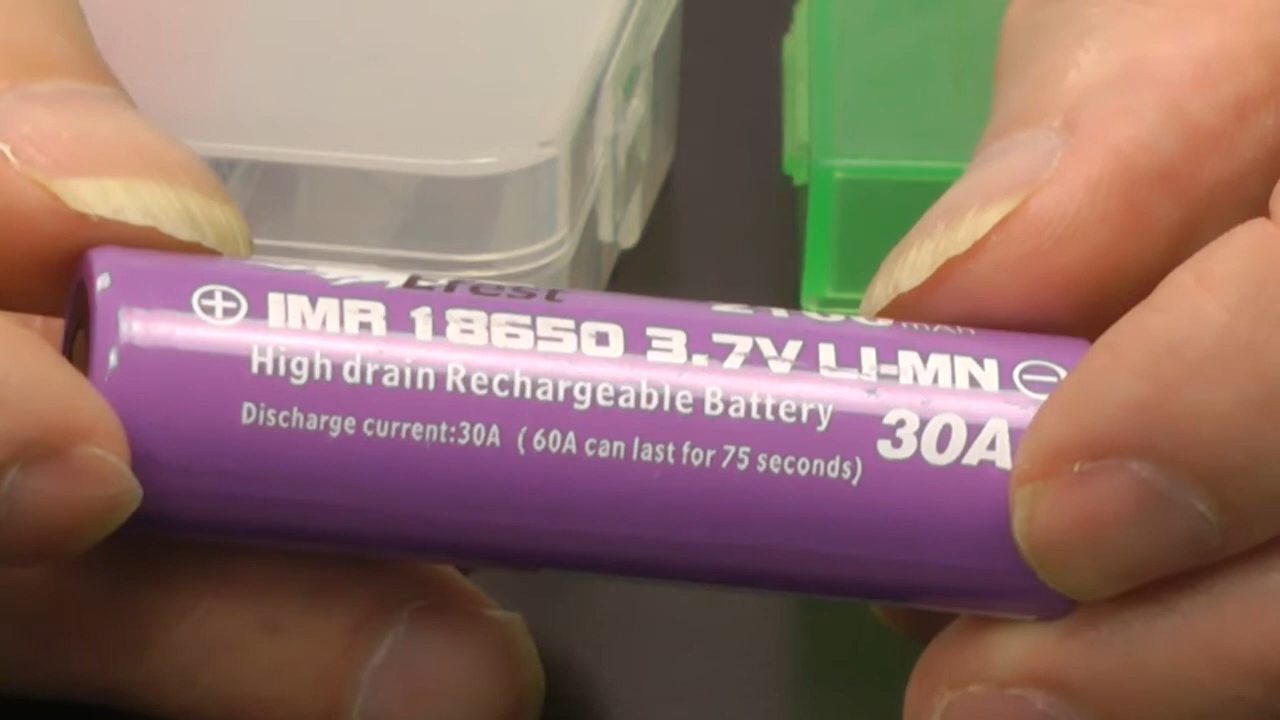 mAh
⊕ IMR 18650 3.7V LI-MN ⊖
High drain Rechargeable Battery
30A
Discharge current:30A ( 60A can last for 75 seconds)